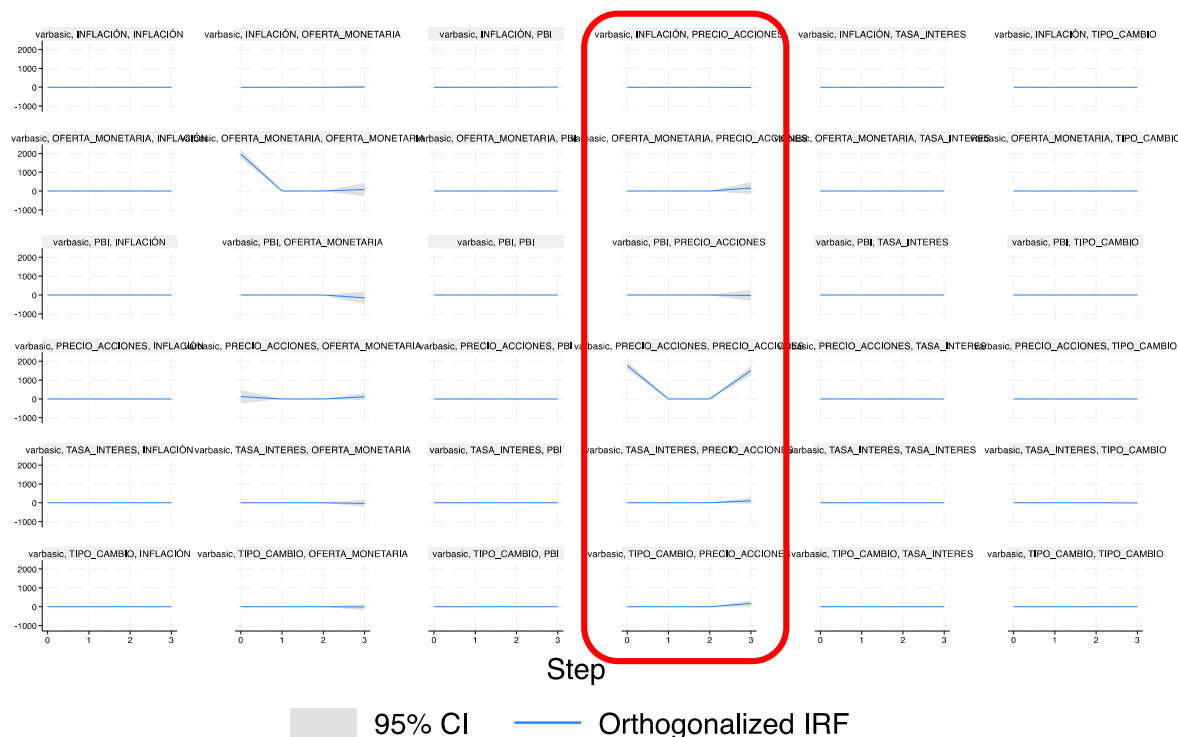 varbasic, INFLACIÓN, INFLACIÓN varbasic, INFLACIÓN, OFERTA_MONETARIA varbasic, INFLACIÓN, PBI varbasic, INFLACIÓN, PRECIO_ACCIONES varbasic, INFLACIÓN, TASA_INTERES varbasic, INFLACIÓN, TIPO_CAMBIO
2000
1000
0
-1000
varbasic, OFERTA_MONETARIA, INFLACIÓN varbasic, OFERTA_MONETARIA, OFERTA_MONETARIA varbasic, OFERTA_MONETARIA, PBI varbasic, OFERTA_MONETARIA, PRECIO_ACCIONES varbasic, OFERTA_MONETARIA, TASA_INTERES varbasic, OFERTA_MONETARIA, TIPO_CAMBIO
2000
1000
0
-1000
varbasic, PBI, INFLACIÓN varbasic, PBI, OFERTA_MONETARIA varbasic, PBI, PBI varbasic, PBI, PRECIO_ACCIONES varbasic, PBI, TASA_INTERES varbasic, PBI, TIPO_CAMBIO
2000
1000
0
-1000
varbasic, PRECIO_ACCIONES, INFLACIÓN varbasic, PRECIO_ACCIONES, OFERTA_MONETARIA varbasic, PRECIO_ACCIONES, PBI varbasic, PRECIO_ACCIONES, PRECIO_ACCIONES varbasic, PRECIO_ACCIONES, TASA_INTERES varbasic, PRECIO_ACCIONES, TIPO_CAMBIO
2000
1000
0
-1000
varbasic, TASA_INTERES, INFLACIÓN varbasic, TASA_INTERES, OFERTA_MONETARIA varbasic, TASA_INTERES, PBI varbasic, TASA_INTERES, PRECIO_ACCIONES varbasic, TASA_INTERES, TASA_INTERES varbasic, TASA_INTERES, TIPO_CAMBIO
2000
1000
0
-1000
varbasic, TIPO_CAMBIO, INFLACIÓN varbasic, TIPO_CAMBIO, OFERTA_MONETARIA varbasic, TIPO_CAMBIO, PBI varbasic, TIPO_CAMBIO, PRECIO_ACCIONES varbasic, TIPO_CAMBIO, TASA_INTERES varbasic, TIPO_CAMBIO, TIPO_CAMBIO
2000
1000
0
-1000
0 1 2 3 0 1 2 3 0 1 2 3 0 1 2 3 0 1 2 3 0 1 2 3
Step
95% CI Orthogonalized IRF